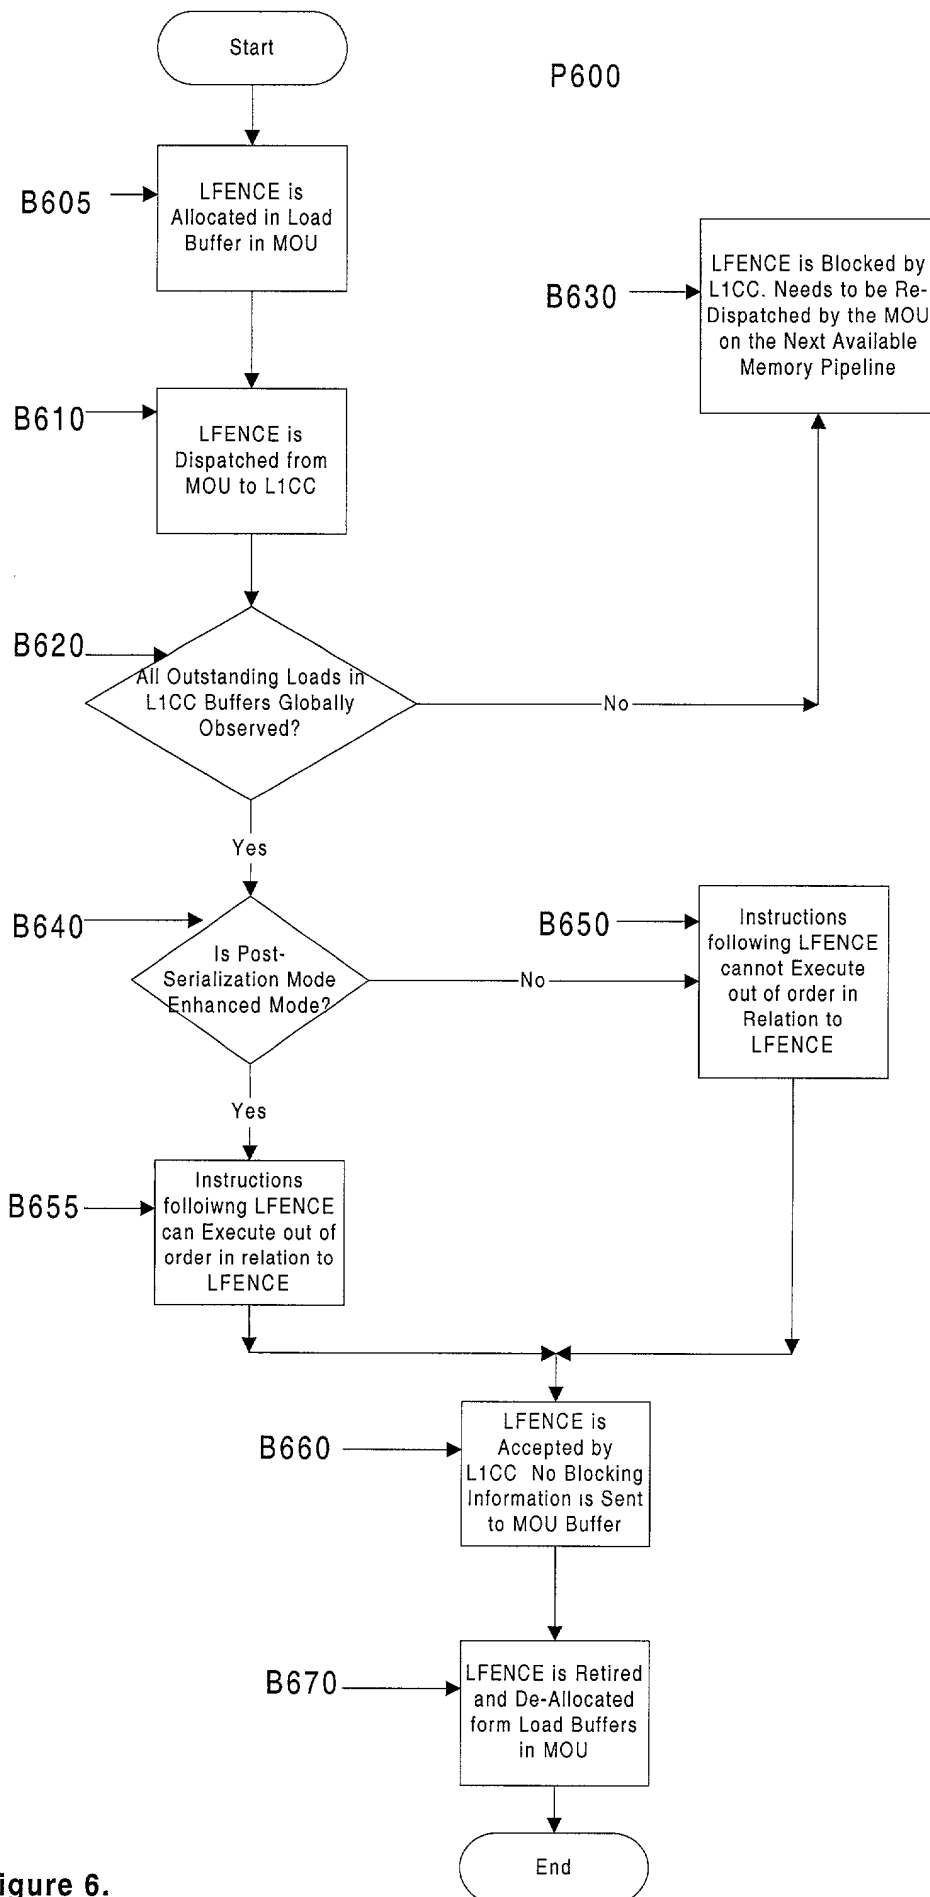 Start
P600
B605
LFENCE is
Allocated in Load
Buffer in MOU
B630
LFENCE is Blocked by
L1CC. Needs to be Re-
Dispatched by the MOU
on the Next Available
Memory Pipeline
B610
LFENCE is
Dispatched from
MOU to L1CC
B620
All Outstanding Loads in
L1CC Buffers Globally
Observed?
No
Yes
B640
Is Post-
Serialization Mode
Enhanced Mode?
No
B650
Instructions
following LFENCE
cannot Execute
out of order in
Relation to
LFENCE
Yes
B655
Instructions
folloiwng LFENCE
can Execute out of
order in relation to
LFENCE
B660
LFENCE is
Accepted by
L1CC No Blocking
Information is Sent
to MOU Buffer
B670
LFENCE is Retired
and De-Allocated
form Load Buffers
in MOU
End
igure 6.